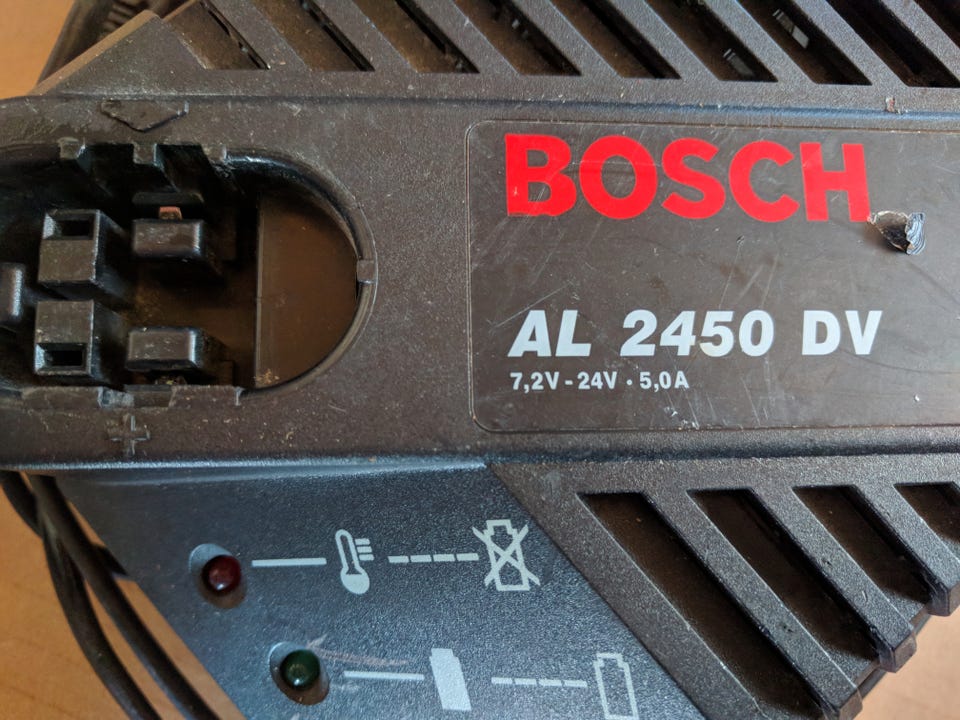 BOSCH
AL 2450 DV
7,2V - 24V · 5,0A